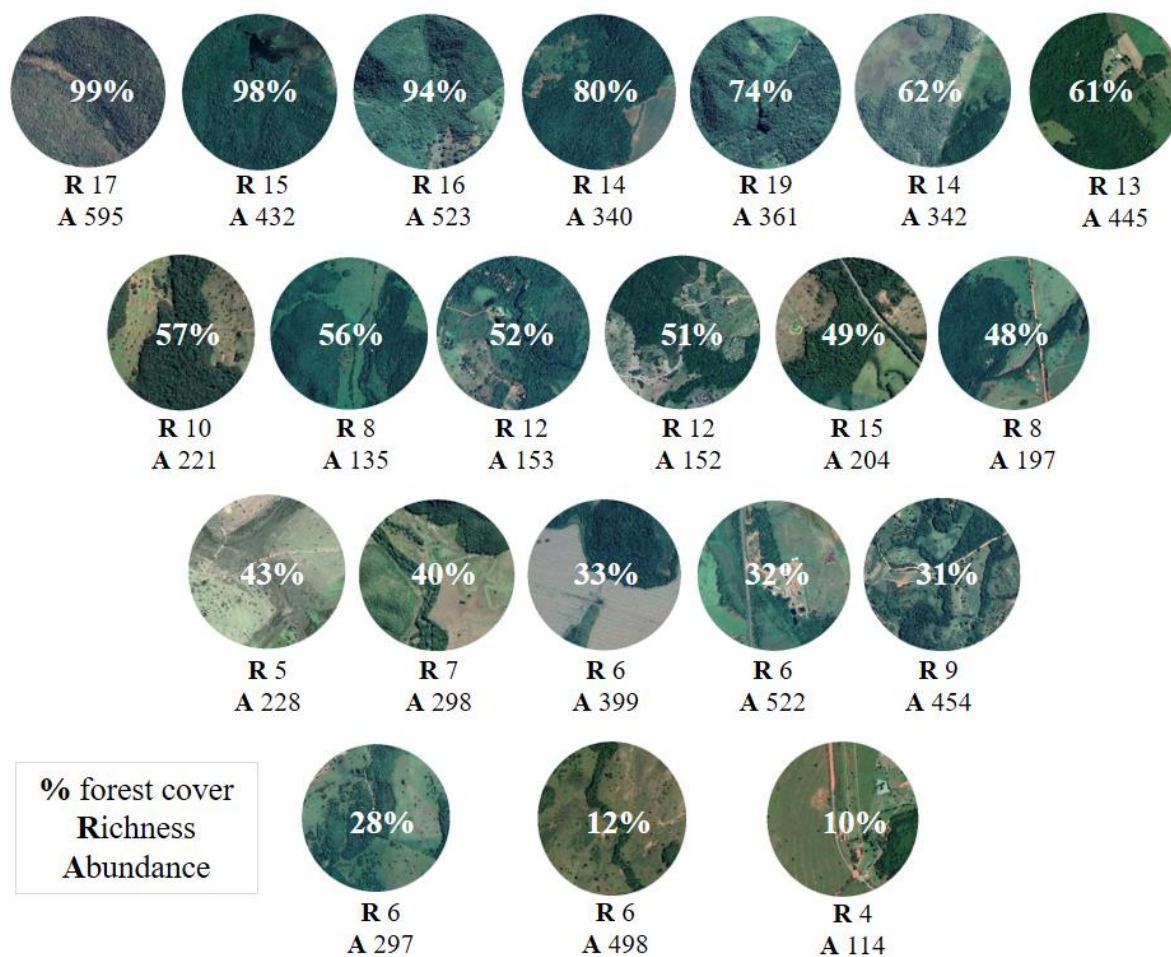 99% 98% 94% 80% 74% 62% 61%
R 17 R 15 R 16 R 14 R 19 R 14 R 13
A 595 A 432 A 523 A 340 A 361 A 342 A 445
57% 56% 52% 51% 49% 48%
R 10 R 8 R 12 R 12 R 15 R 8
A 221 A 135 A 153 A 152 A 204 A 197
43% 40% 33% 32% 31%
R 5 R 7 R 6 R 6 R 9
A 228 A 298 A 399 A 522 A 454
% forest cover
Richness
Abundance
28% 12% 10%
R 6 R 6 R 4
A 297 A 498 A 114